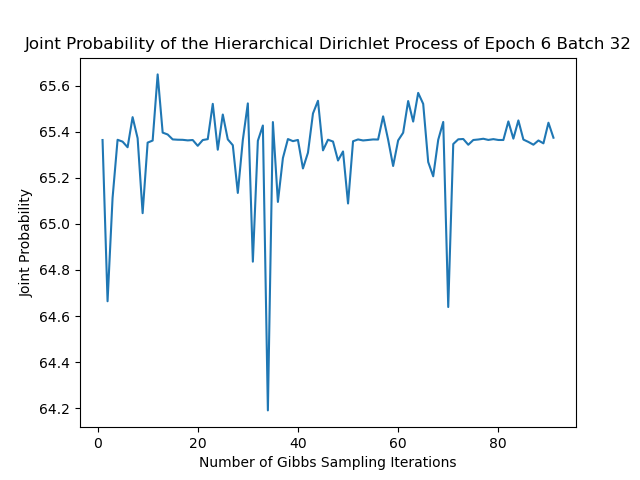 Joint Probability of the Hierarchical Dirichlet Process of Epoch 6 Batch 32
65.6
65.4
65.2
65.0
64.8
64.6
64.4
64.2
Joint Probability
0 20 40 60 80
Number of Gibbs Sampling Iterations